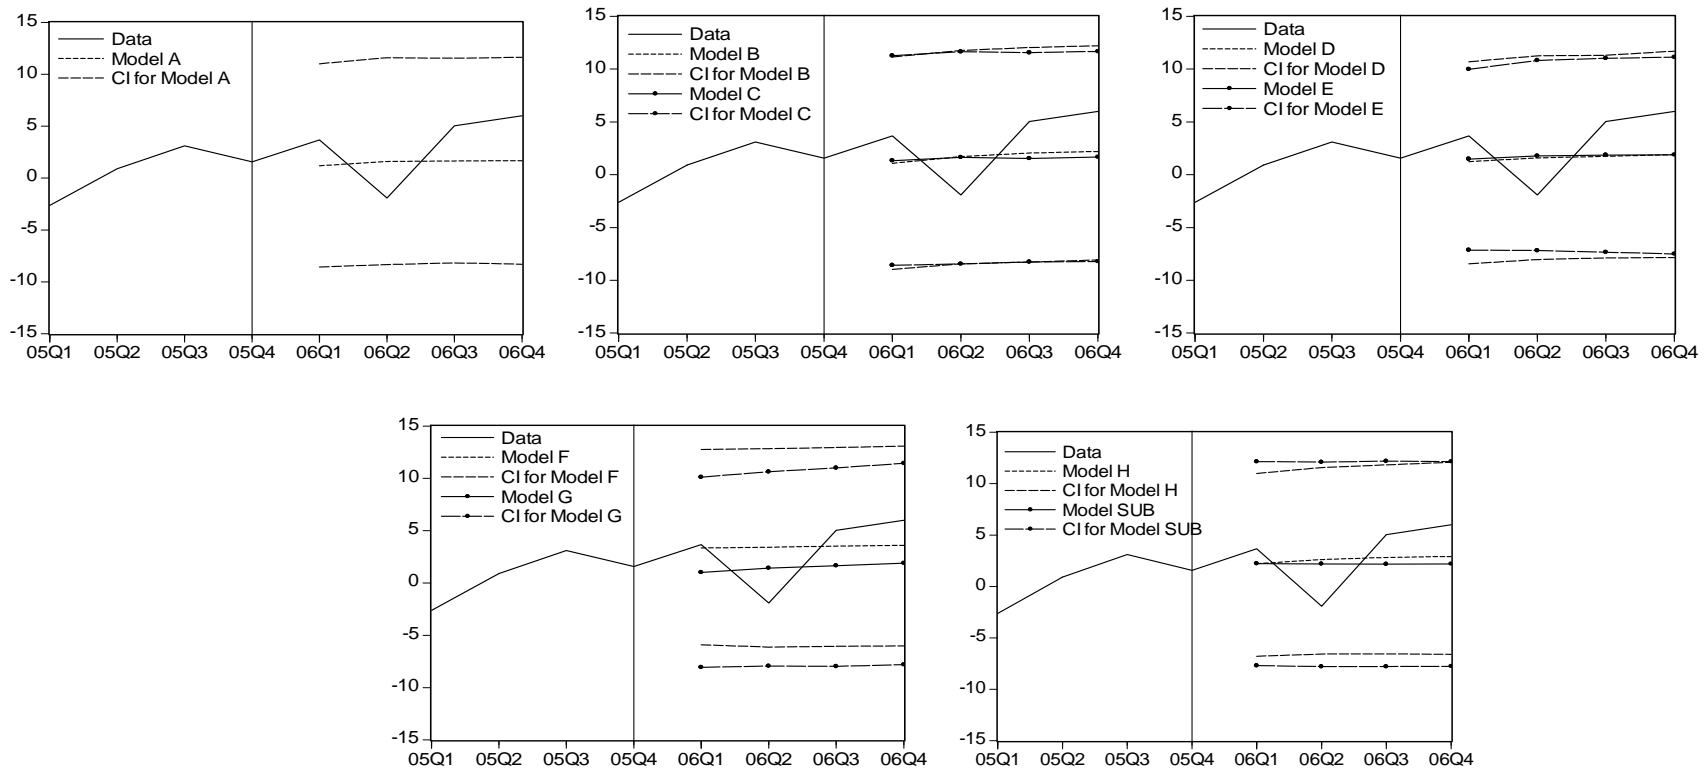 15
10
5
0
-5
-10
-15
Data
Model A
CI for Model A
05Q1 05Q2 05Q3 05Q4 06Q1 06Q2 06Q3 06Q4
15
10
5
0
-5
-10
-15
Data
Model B
CI for Model B
Model C
CI for Model C
05Q1 05Q2 05Q3 05Q4 06Q1 06Q2 06Q3 06Q4
15
10
5
0
-5
-10
-15
Data
Model D
CI for Model D
Model E
CI for Model E
05Q1 05Q2 05Q3 05Q4 06Q1 06Q2 06Q3 06Q4
15
10
5
0
-5
-10
-15
Data
Model F
CI for Model F
Model G
CI for Model G
05Q1 05Q2 05Q3 05Q4 06Q1 06Q2 06Q3 06Q4
15
10
5
0
-5
-10
-15
Data
Model H
CI for Model H
Model SUB
CI for Model SUB
05Q1 05Q2 05Q3 05Q4 06Q1 06Q2 06Q3 06Q4